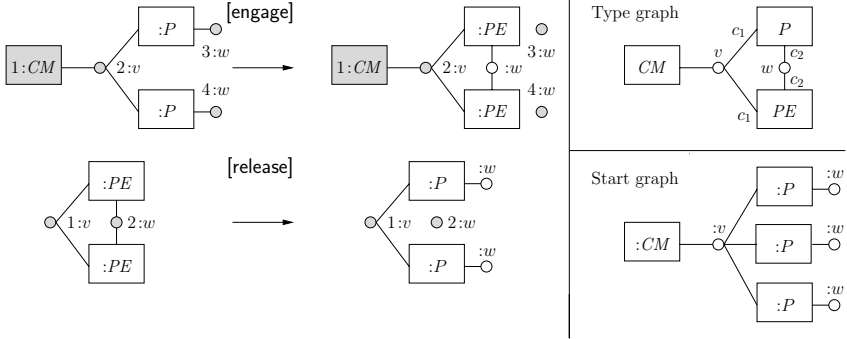 [engage]
:P
3:w
1:CM
2:v
4:w
:P
:PE
3:w
1:CM
2:v
:w
4:w
:PE
Type graph
c1
P
v
c2
CM
w
c2
c1
PE
[release]
:PE
1:v
2:w
:PE
:P
:w
1:v
2:w
:P
:w
Start graph
:w
:P
:v
:w
:CM
:P
:w
:P